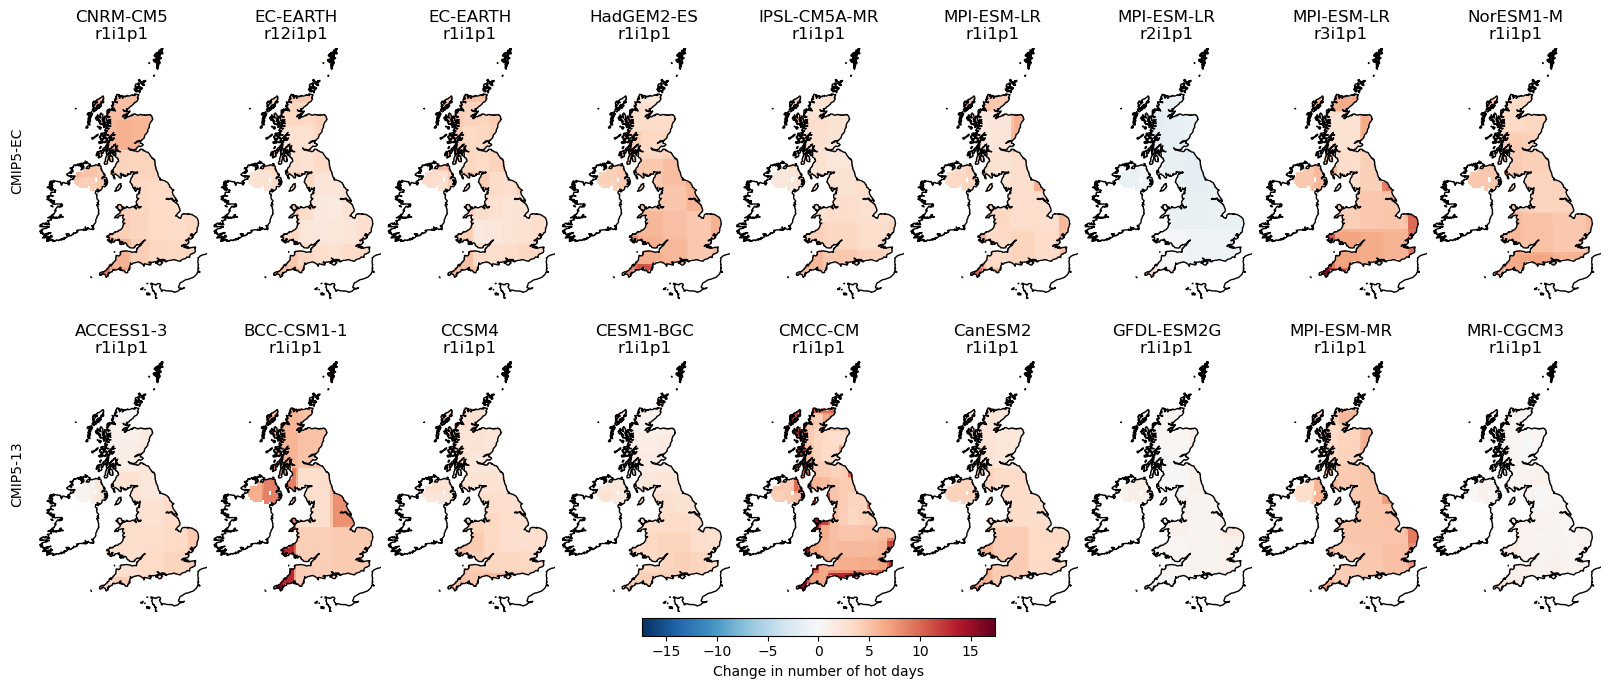 CNRM-CM5
r1i1p1
EC-EARTH
r12i1p1
EC-EARTH
r1i1p1
HadGEM2-ES
r1i1p1
IPSL-CM5A-MR
r1i1p1
MPI-ESM-LR
r1i1p1
MPI-ESM-LR
r2i1p1
MPI-ESM-LR
r3i1p1
NorESM1-M
r1i1p1
CMIP5-EC
ACCESS1-3
r1i1p1
BCC-CSM1-1
r1i1p1
CCSM4
r1i1p1
CESM1-BGC
r1i1p1
CMCC-CM
r1i1p1
CanESM2
r1i1p1
GFDL-ESM2G
r1i1p1
MPI-ESM-MR
r1i1p1
MRI-CGCM3
r1i1p1
CMIP5-13
−15 −10 −5 0 5 10 15
Change in number of hot days